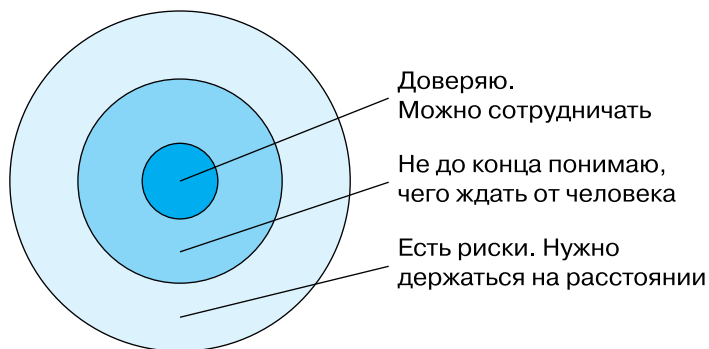 Доверяю.
Можно сотрудничать
Не до конца понимаю,
чего ждать от человека
Есть риски. Нужно
держаться на расстоянии